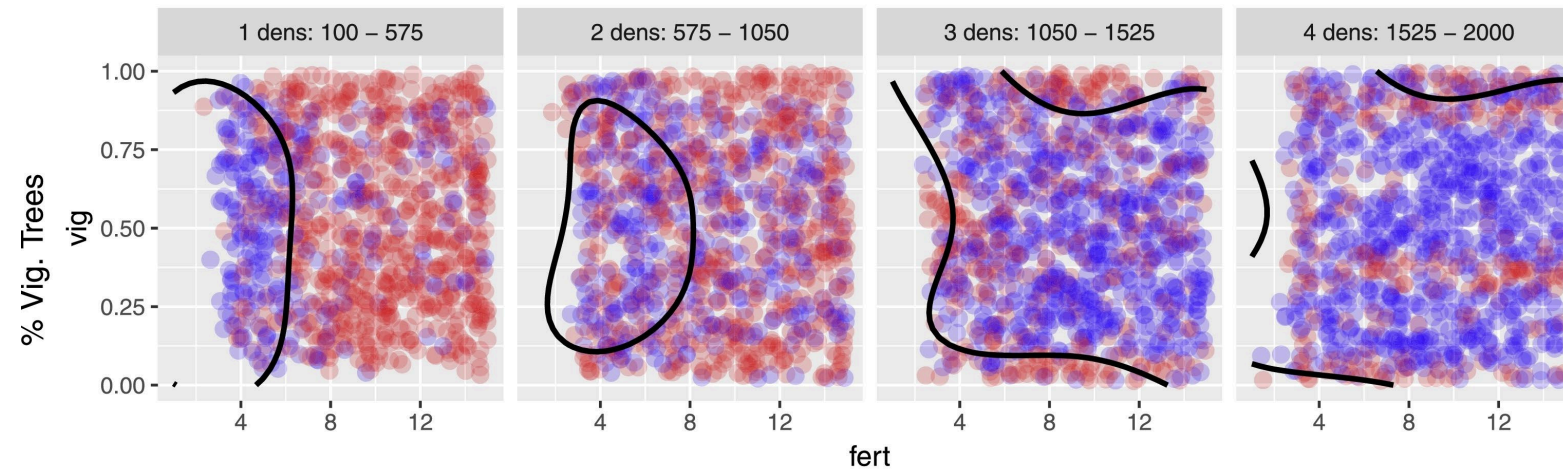 1 dens: 100 – 575
2 dens: 575 – 1050
3 dens: 1050 – 1525
4 dens: 1525 – 2000
% Vig. Trees
vig
1.00
0.75
0.50
0.25
0.00
4 8 12
4 8 12
4 8 12
4 8 12
fert